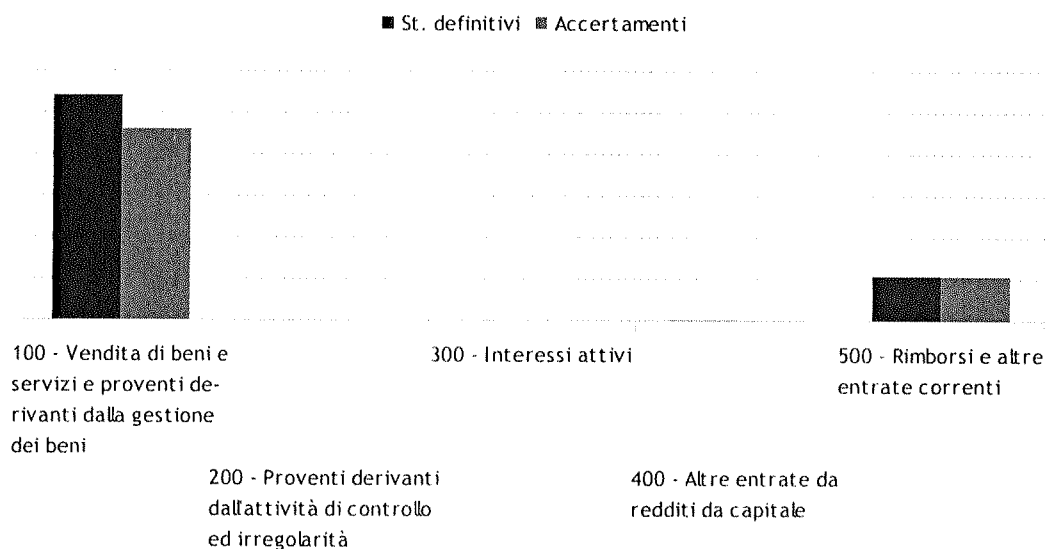 ■ St. definitivi ■ Accertamenti
100 - Vendita di beni e
servizi e proventi de-
rivanti dalla gestione
dei beni
300 - Interessi attivi
500 - Rimborsi e altre
entrate correnti
200 - Proventi derivanti
dall'attività di controllo
ed irregolarità
400 - Altre entrate da
redditi da capitale